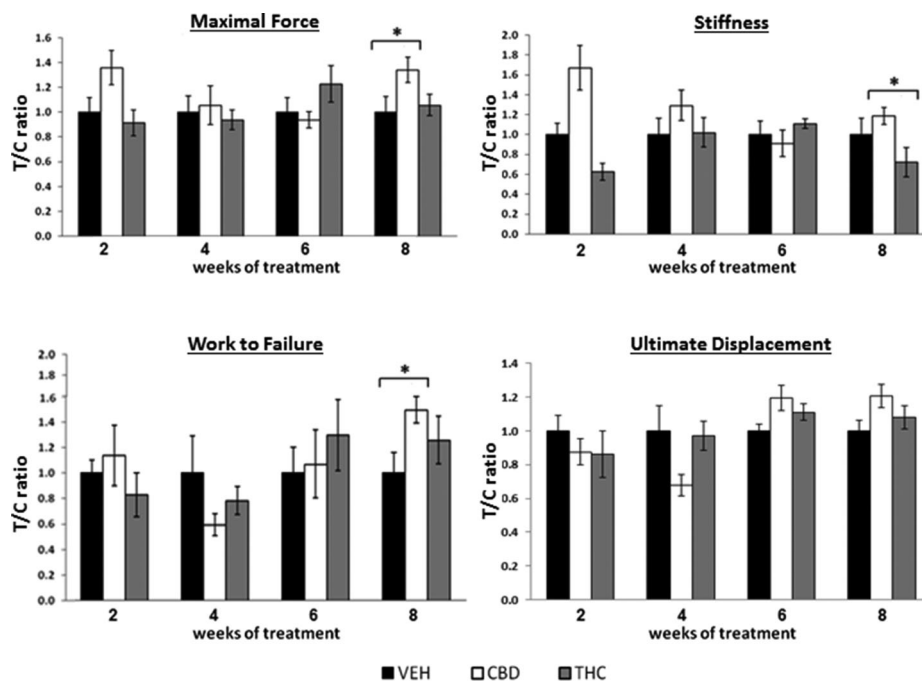 Maximal Force
T/C ratio
1.6
1.4
1.2
1.0
0.8
0.6
0.4
0.2
0.0
*
2 4 6 8
weeks of treatment
Stiffness
T/C ratio
2.0
1.8
1.6
1.4
1.2
1.0
0.8
0.6
0.4
0.2
0.0
*
2 4 6 8
weeks of treatment
Work to Failure
T/C ratio
2.0
1.8
1.6
1.4
1.2
1.0
0.8
0.6
0.4
0.2
0.0
*
2 4 6 8
weeks of treatment
Ultimate Displacement
T/C ratio
1.4
1.2
1.0
0.8
0.6
0.4
0.2
0.0
2 4 6 8
weeks of treatment
VEH CBD THC